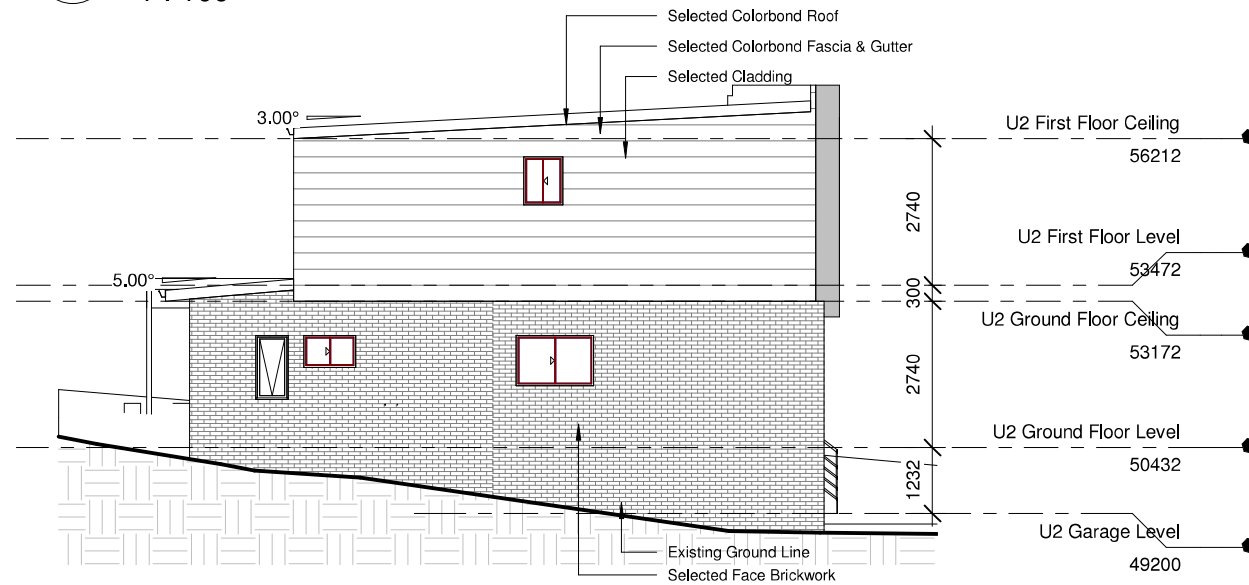 Selected Colorbond Roof
Selected Colorbond Fascia & Gutter
Selected Cladding
3.00°
U2 First Floor Ceiling
56212
2740
U2 First Floor Level
53472
5.00°
300
U2 Ground Floor Ceiling
53172
2740
U2 Ground Floor Level
50432
1232
U2 Garage Level
49200
Existing Ground Line
Selected Face Brickwork